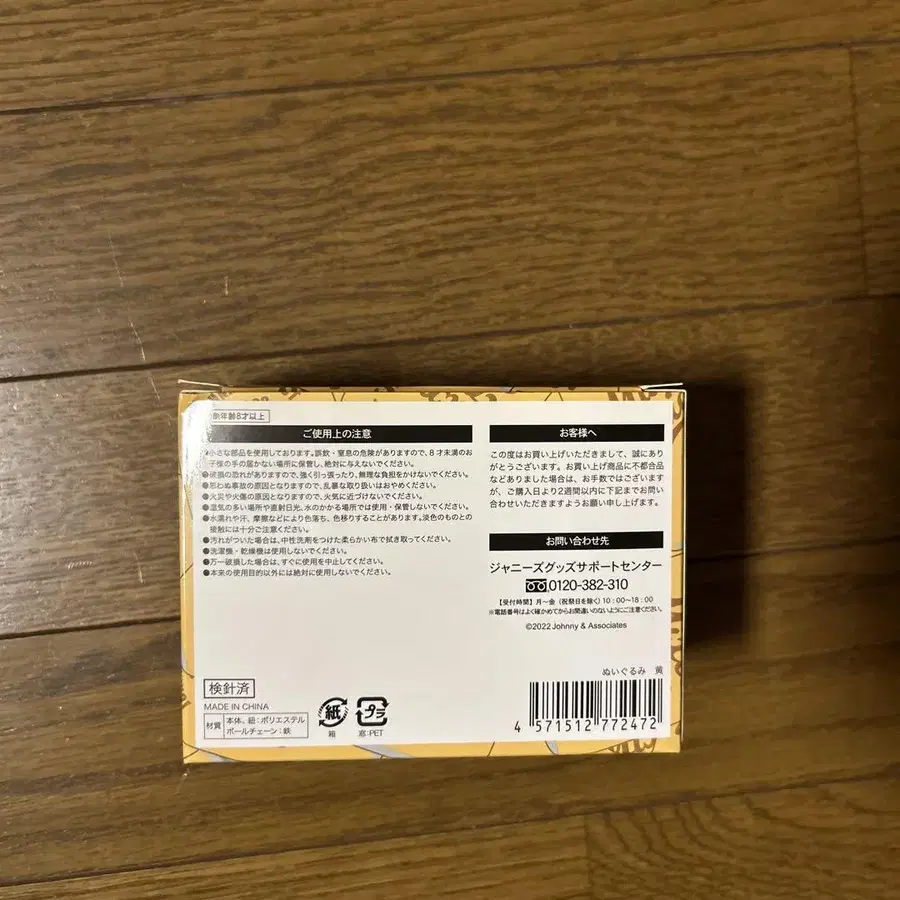 象年齢8才以上
ご使用上の注意
●小さな部品を使用しております。誤飲・窒息の危険がありますので、8才未満のお
子様の手の届かない場所に保管し、絶対に与えないでください。
●破損の恐れがありますので、強く引っ張ったり、無理な負担をかけないでください。
●思わぬ事故の原因となりますので、乱暴な取り扱いはおやめください。
●火災や火傷の原因となりますので、火気に近づけないでください。
●湿気の多い場所や直射日光、水のかかる場所では使用・保管しないでください。
●水濡れや汗、摩擦などにより色落ち、色移りすることがあります。淡色のものとの
接触には十分ご注意ください。
●汚れがついた場合は、中性洗剤をつけた柔らかい布で拭き取ってください。
●洗濯機・乾燥機は使用しないでください。
●万一破損した場合は、すぐに使用を中止してください。
●本来の使用目的以外には絶対に使用しないでください。
検針済
MADE IN CHINA
材質
本体、紐:ポリエステル
ボールチェーン:鉄
紙
箱
プラ
窓:PET
お客様へ
この度はお買い上げいただきまして、誠にあり
がとうございます。お買い上げ商品に不都合品
などありました場合は、お手数ではございます
が、ご購入日より2週間以内に下記までお問い
合わせいただきますようお願い申し上げます。
お問い合わせ先
ジャニーズグッズサポートセンター
0120-382-310
【受付時間】月〜金(祝祭日を除く)10:00〜18:00
※電話番号はよく確かめてからお間違いのないようにご注意ください。
©2022 Johnny & Associates
ぬいぐるみ 黄
4 571512 772472